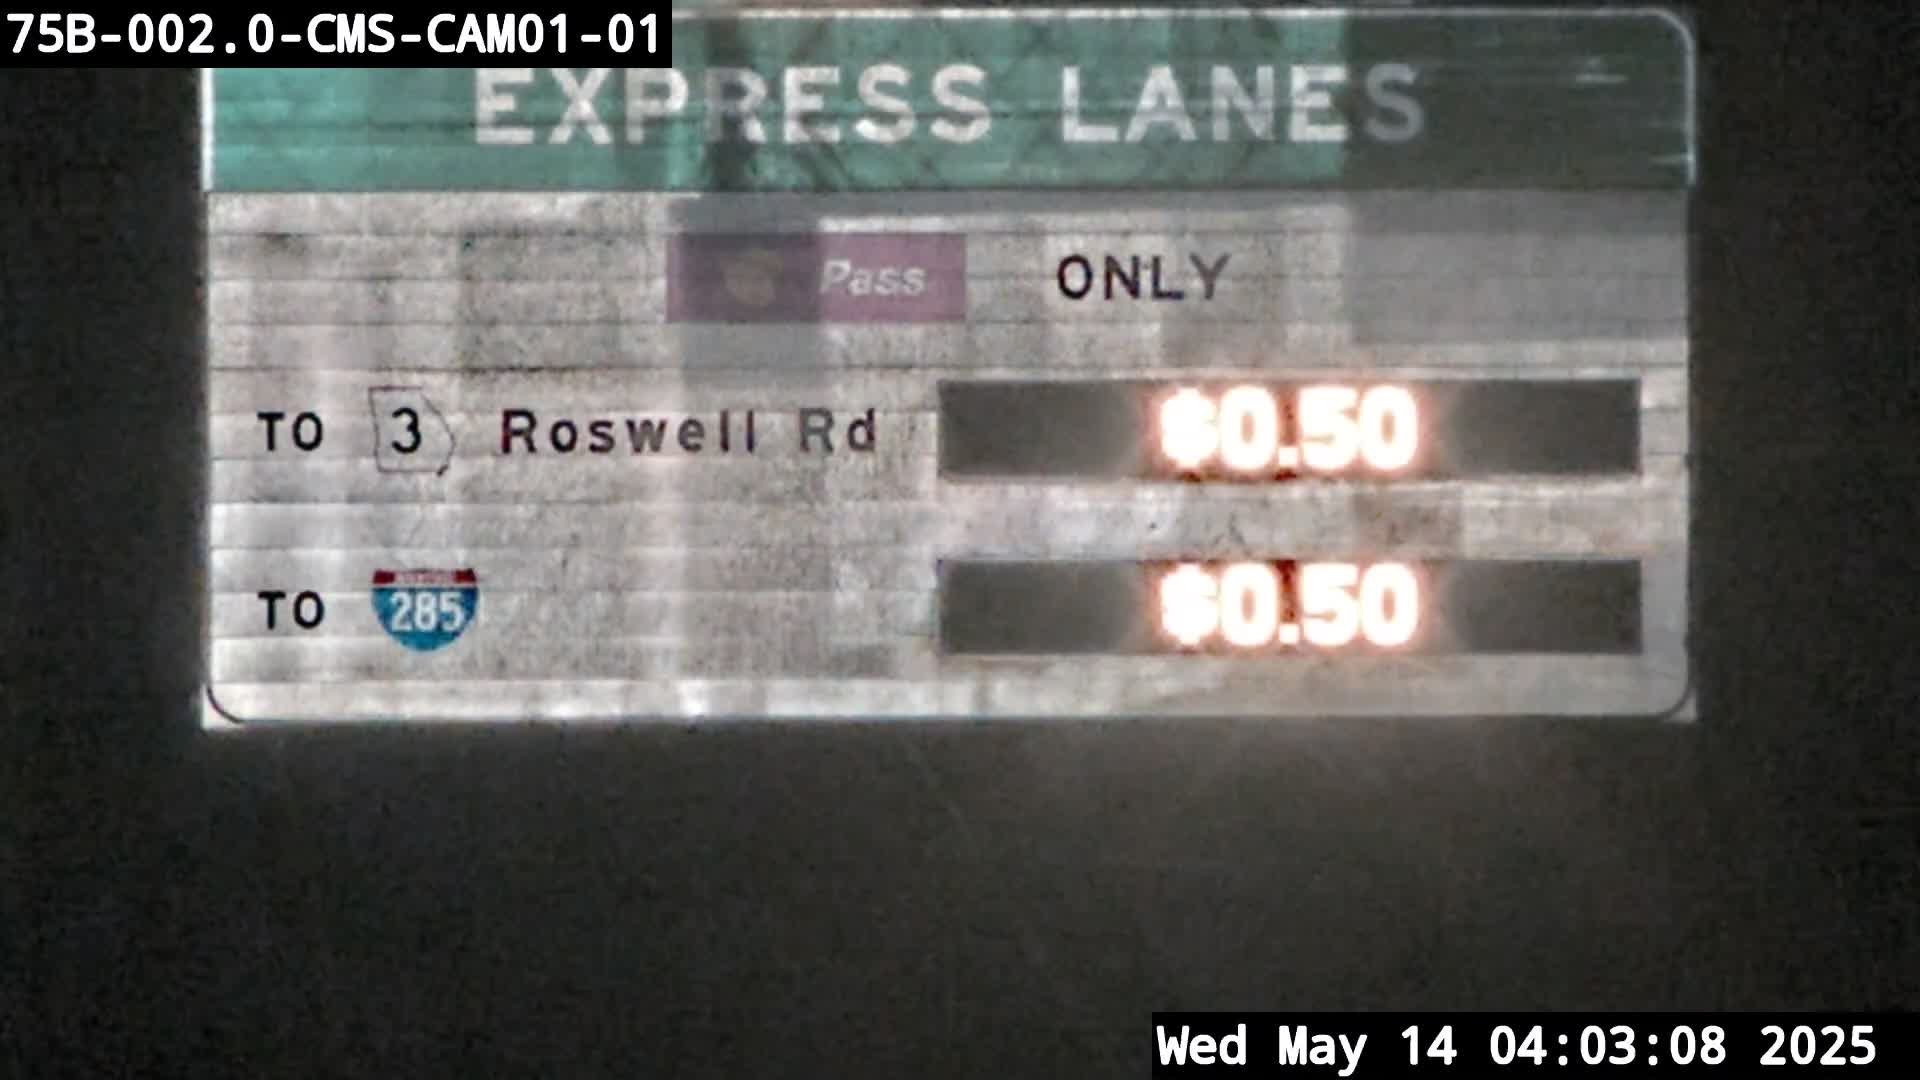 75B-002.0-CMS-CAM01-01
EXPRESS LANES
Pass ONLY
TO 3 Roswell Rd $0.50
TO 285 $0.50
Wed May 14 04:03:08 2025